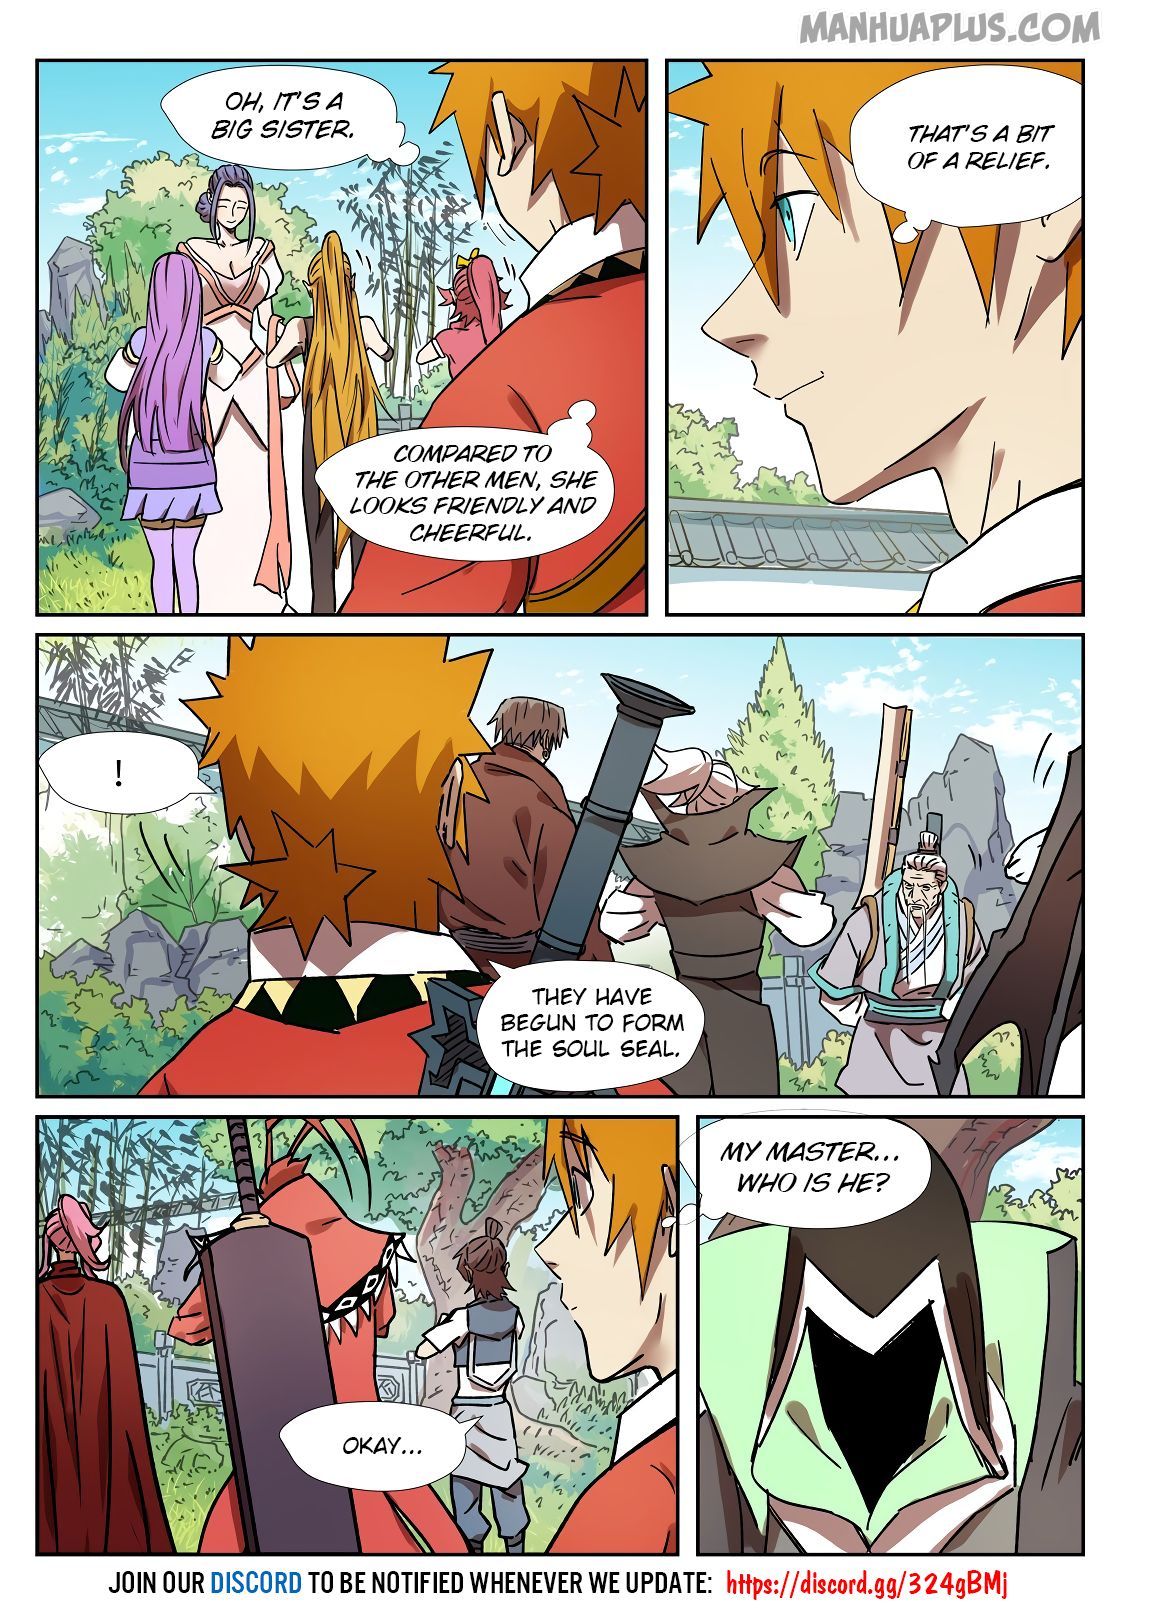 MANHUAPLUS.COM
OH, IT'S A
BIG SISTER.
COMPARED TO
THE OTHER MEN, SHE
LOOKS FRIENDLY AND
CHEERFUL.
THAT'S A BIT
OF A RELIEF.
!
THEY HAVE
BEGUN TO FORM
THE SOUL SEAL.
OKAY...
MY MASTER...
WHO IS HE?
JOIN OUR DISCORD TO BE NOTIFIED WHENEVER WE UPDATE: https://discord.gg/324gBMj